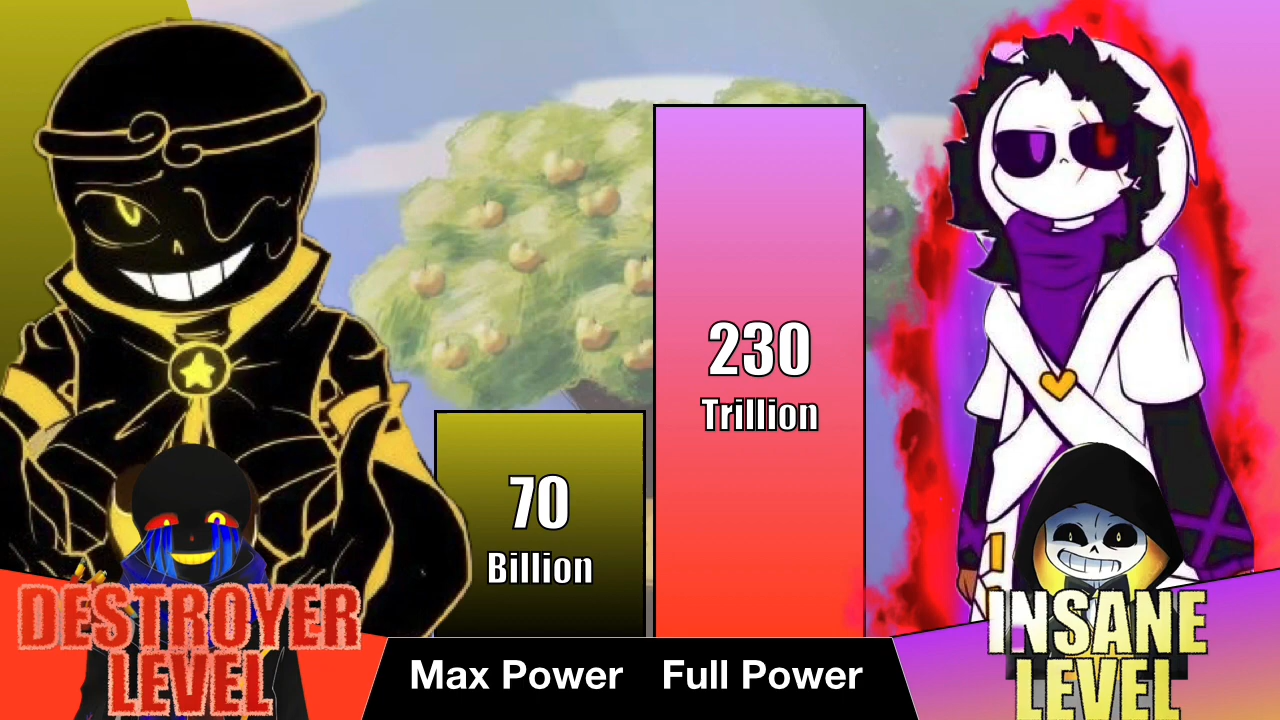 230
Trillion
70
Billion
DESTROYER
LEVEL
Max Power
Full Power
INSANE
LEVEL